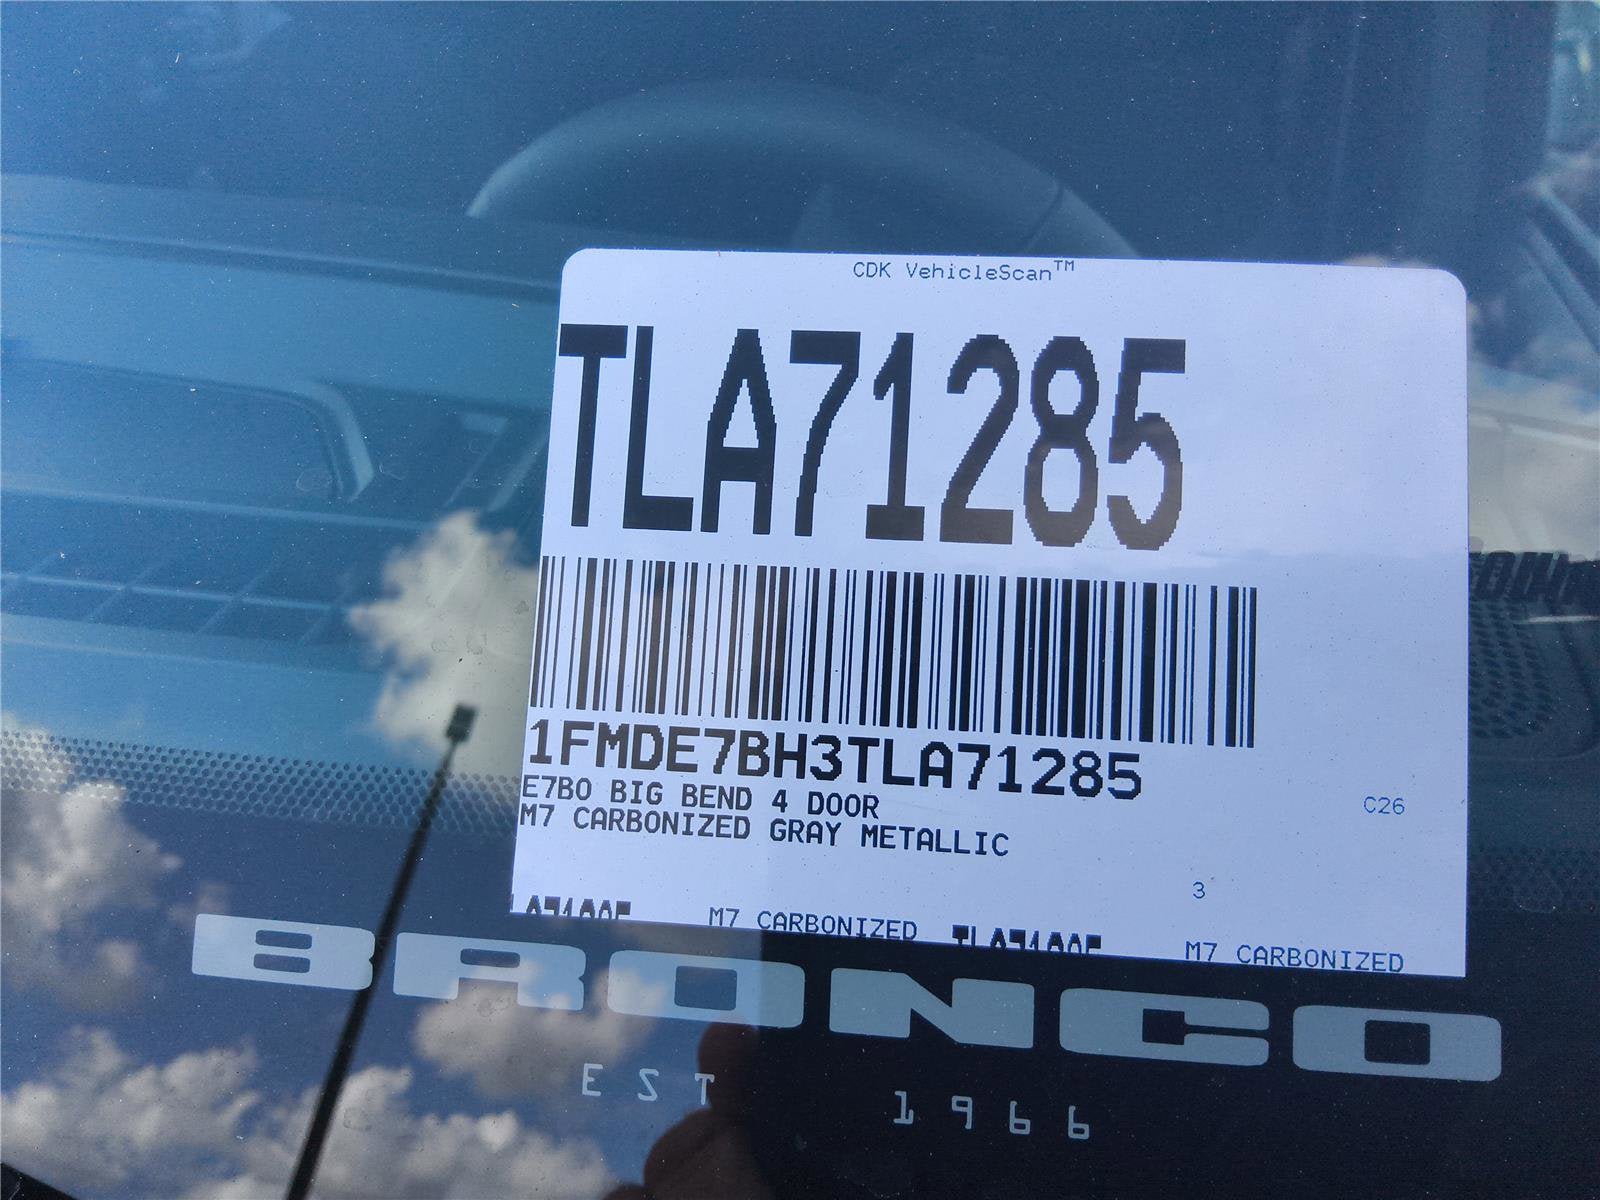 CDK VehicleScan™
TLA71285
1FMDE7BH3TLA71285
E7B0 BIG BEND 4 DOOR
M7 CARBONIZED GRAY METALLIC
C26
3
M7 CARBONIZED
M7 CARBONIZED
BRONCO
EST 1966